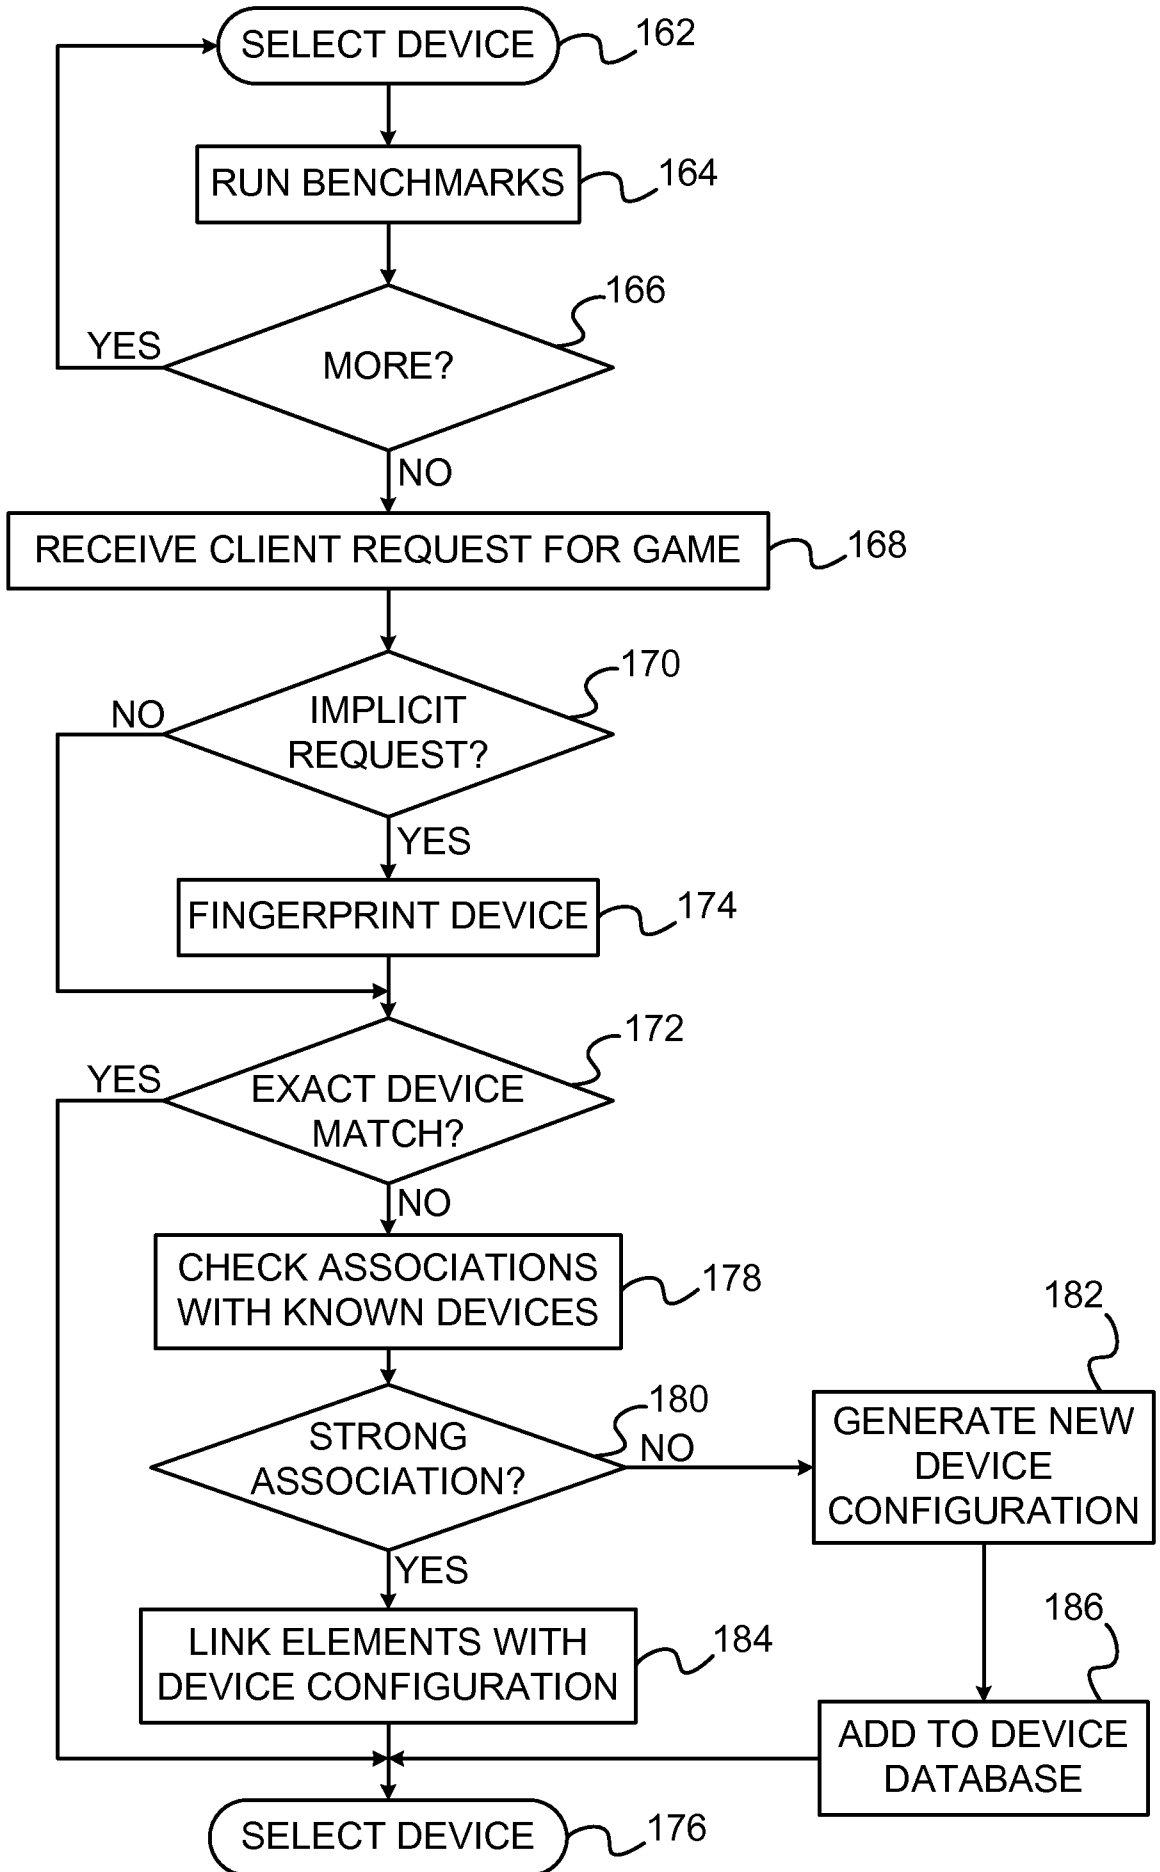 SELECT DEVICE
162
RUN BENCHMARKS
164
166
YES
MORE?
NO
RECEIVE CLIENT REQUEST FOR GAME
168
170
NO
IMPLICIT
REQUEST?
YES
FINGERPRINT DEVICE
174
172
YES
EXACT DEVICE
MATCH?
NO
CHECK ASSOCIATIONS
WITH KNOWN DEVICES
178
182
180
STRONG
ASSOCIATION?
NO
GENERATE NEW
DEVICE
CONFIGURATION
YES
LINK ELEMENTS WITH
DEVICE CONFIGURATION
184
186
ADD TO DEVICE
DATABASE
SELECT DEVICE
176